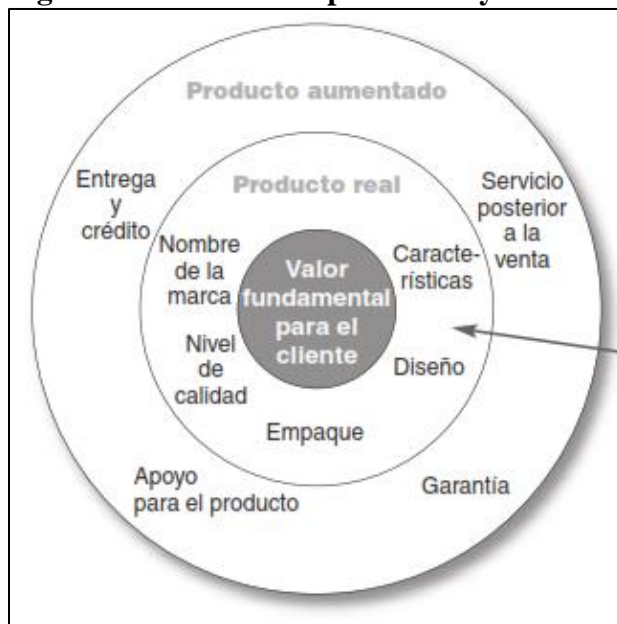 Producto aumentado
Producto real
Entrega
y
crédito
Servicio
posterior
a la
venta
Nombre
de la
marca
Caracte-
rísticas
Valor
fundamental
para el
cliente
Nivel
de
calidad
Diseño
Empaque
Apoyo
para el producto
Garantía